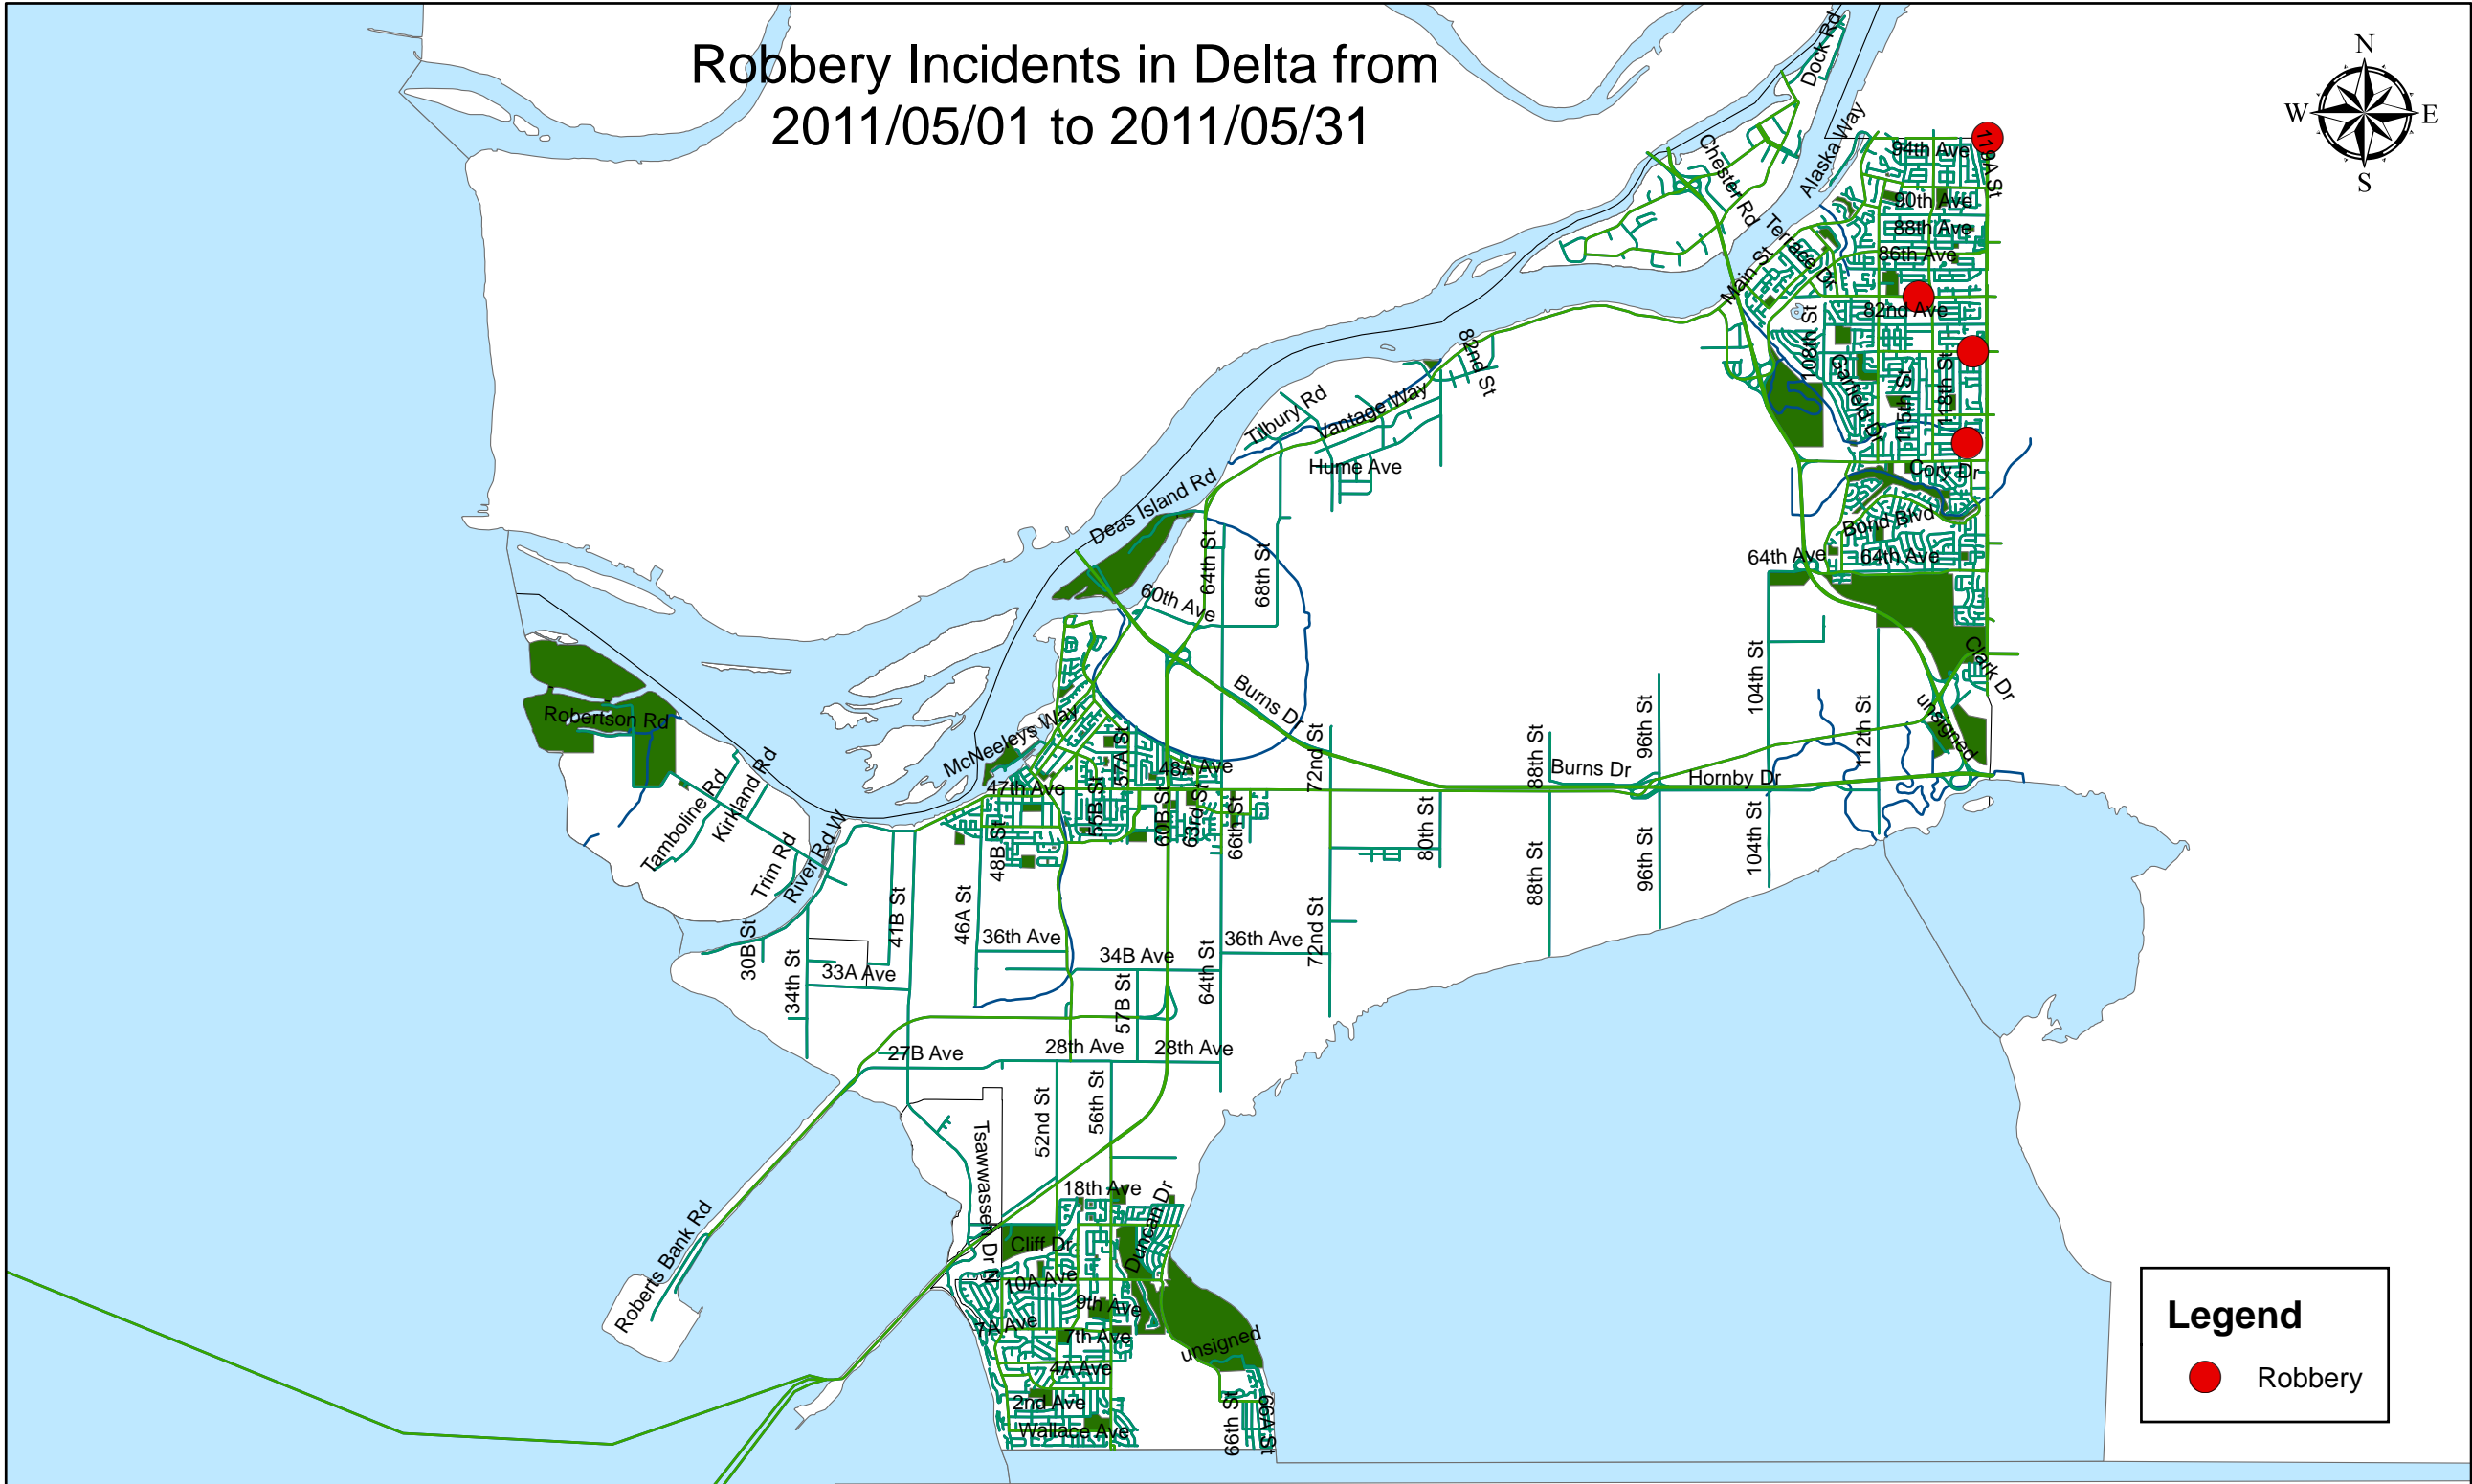 Robbery Incidents in Delta from
2011/05/01 to 2011/05/31
N
W
E
S
Dock Rd
Chester Rd
Alaska Way
119A St
94th Ave
90th Ave
88th Ave
86th Ave
Terrace Dr
Main St
82nd Ave
108th St
Garfield Dr
115th St
118th St
82nd St
Tilbury Rd
Vantage Way
Hume Ave
Cory Dr
Bond Blvd
64th Ave
64th Ave
Deas Island Rd
64th St
68th St
60th Ave
Clark Dr
104th St
112th St
unsigned
Robertson Rd
Burns Dr
McNeeleys Way
57A St
48A Ave
72nd St
88th St
96th St
Burns Dr
Hornby Dr
Tamboline Rd
Kirkland Rd
47th Ave
55B St
60B St
63rd St
66th St
80th St
104th St
Trim Rd
River Rd W
48B St
88th St
96th St
30B St
34th St
41B St
46A St
36th Ave
34B Ave
36th Ave
72nd St
33A Ave
64th St
57B St
27B Ave
28th Ave
28th Ave
52nd St
56th St
Tsawwassen Dr N
18th Ave
Duncan Dr
Cliff Dr
10A Ave
9th Ave
7A Ave
7th Ave
unsigned
4A Ave
2nd Ave
Wallace Ave
66th St
66A St
Roberts Bank Rd
Legend
Robbery